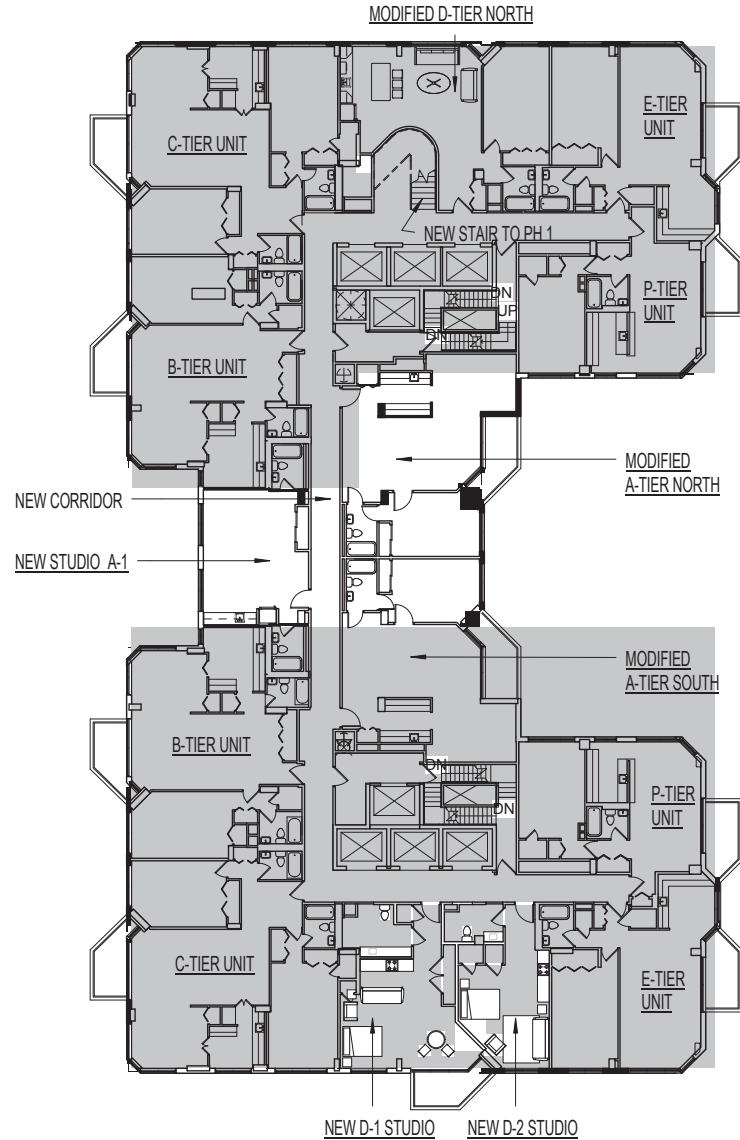 MODIFIED D-TIER NORTH
E-TIER
UNIT
C-TIER UNIT
NEW STAIR TO PH 1
P-TIER
UNIT
DN
UP
DN
B-TIER UNIT
MODIFIED
A-TIER NORTH
NEW CORRIDOR
NEW STUDIO A-1
MODIFIED
A-TIER SOUTH
B-TIER UNIT
DN
P-TIER
UNIT
DN
C-TIER UNIT
E-TIER
UNIT
NEW D-1 STUDIO
NEW D-2 STUDIO